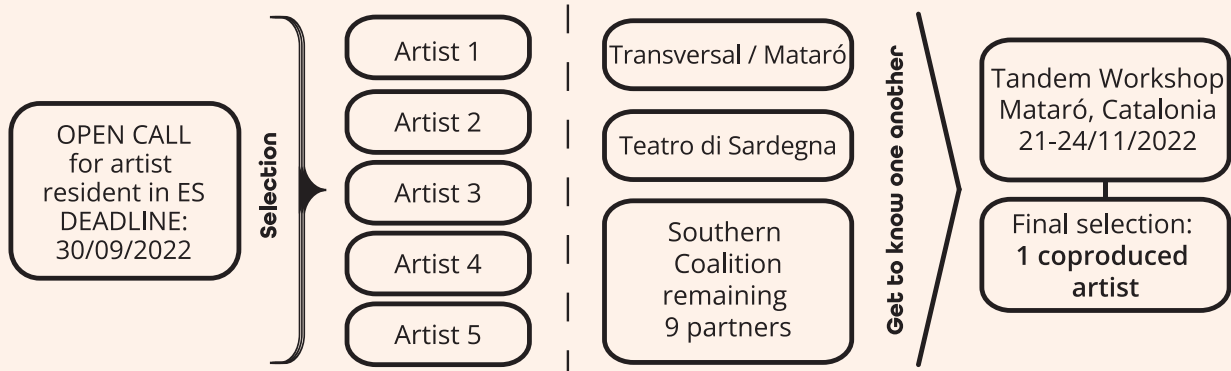 OPEN CALL
for artist
resident in ES
DEADLINE:
30/09/2022
Selection
Artist 1
Artist 2
Artist 3
Artist 4
Artist 5
Transversal / Mataró
Teatro di Sardegna
Southern
Coalition
remaining
9 partners
Get to know one another
Tandem Workshop
Mataró, Catalonia
21-24/11/2022
Final selection:
1 coproduced
artist